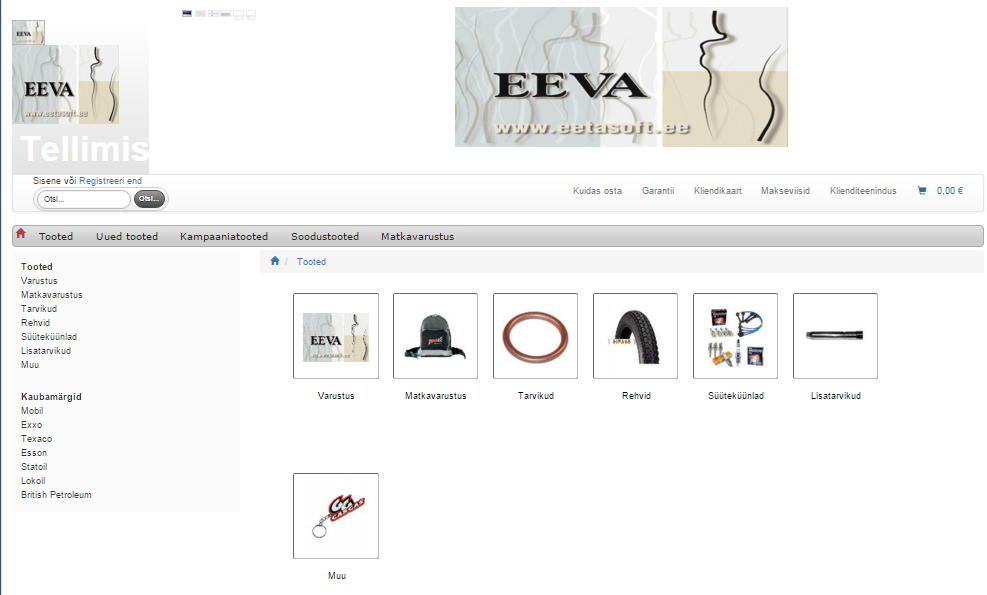 EEVA
EEVA
www.eetasoft.ee
Tellimis
EEVA
www.eetasoft.ee
Sisene või Registreeri end
Otsi...
Otsi...
Kuidas osta
Garantii
Kliendikaart
Makseviisid
Klienditeenindus
0,00 €
Tooted
Uued tooted
Kampaaniatooted
Soodustooted
Matkavarustus
Tooted
Varustus
Matkavarustus
Tarvikud
Rehvid
Süüteküünlad
Lisatarvikud
Muu
Kaubamärgid
Mobil
Exxo
Texaco
Esson
Statoil
Lokoil
British Petroleum
/ Tooted
EEVA
Varustus
Matkavarustus
Tarvikud
Rehvid
Süüteküünlad
Lisatarvikud
Muu